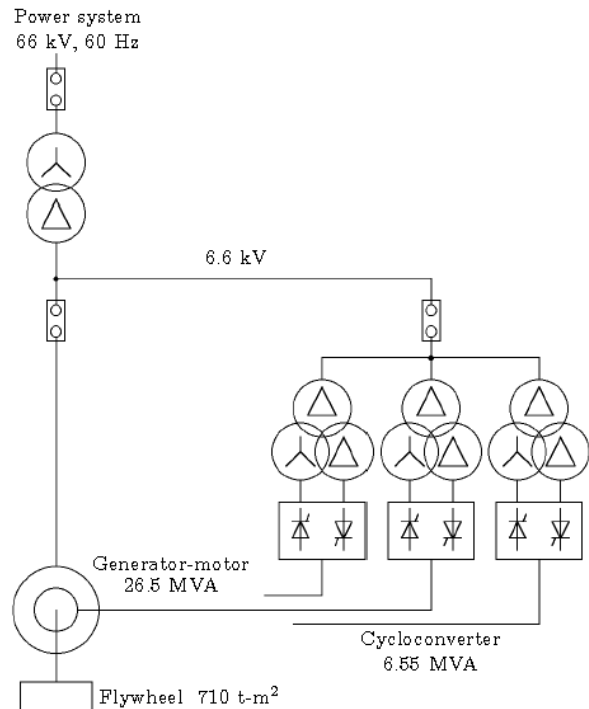 Power system
66 kV, 60 Hz
6.6 kV
Generator-motor
26.5 MVA
Cycloconverter
6.55 MVA
Flywheel 710 t-m²